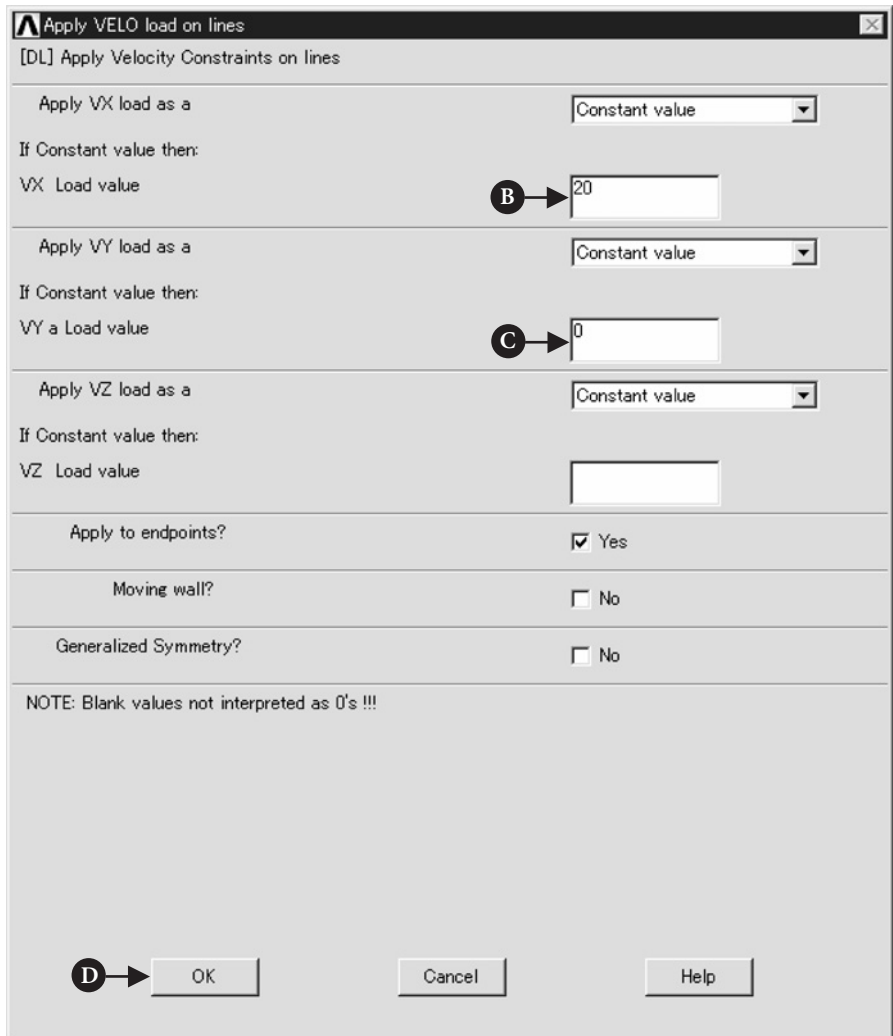 Apply VELO load on lines
[DL] Apply Velocity Constraints on lines
Apply VX load as a Constant value
If Constant value then:
VX Load value B 20
Apply VY load as a Constant value
If Constant value then:
VY a Load value C 0
Apply VZ load as a Constant value
If Constant value then:
VZ Load value
Apply to endpoints? Yes
Moving wall? No
Generalized Symmetry? No
NOTE: Blank values not interpreted as 0's !!!
D OK Cancel Help